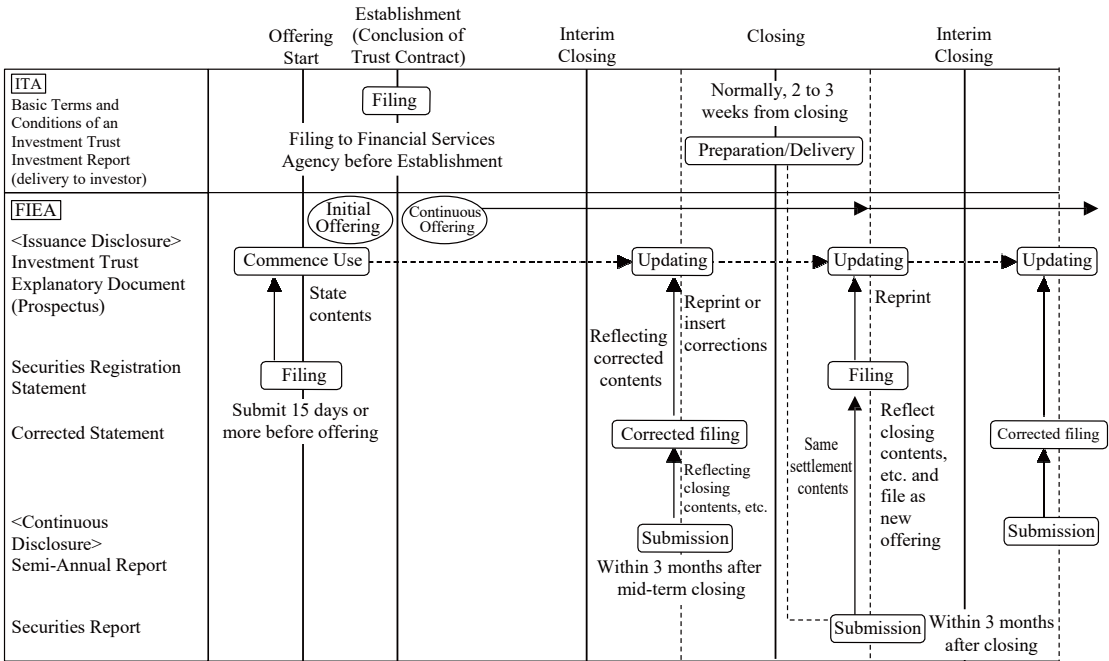 Offering
Start
Establishment
(Conclusion of
Trust Contract)
Interim
Closing
Closing
Interim
Closing
ITA
Basic Terms and
Conditions of an
Investment Trust
Investment Report
(delivery to investor)
Filing
Filing to Financial Services
Agency before Establishment
Normally, 2 to 3
weeks from closing
Preparation/Delivery
FIEA
Initial
Offering
Continuous
Offering
<Issuance Disclosure>
Investment Trust
Explanatory Document
(Prospectus)
Commence Use
Updating
Updating
Updating
State
contents
Reprint or
insert
corrections
Reprint
Reflecting
corrected
contents
Securities Registration
Statement
Filing
Filing
Submit 15 days or
more before offering
Corrected Statement
Corrected filing
Corrected filing
Same
settlement
contents
Reflect
closing
contents,
etc. and
file as
new
offering
Reflecting
closing
contents, etc.
<Continuous
Disclosure>
Semi-Annual Report
Submission
Submission
Within 3 months after
mid-term closing
Securities Report
Submission
Within 3 months
after closing